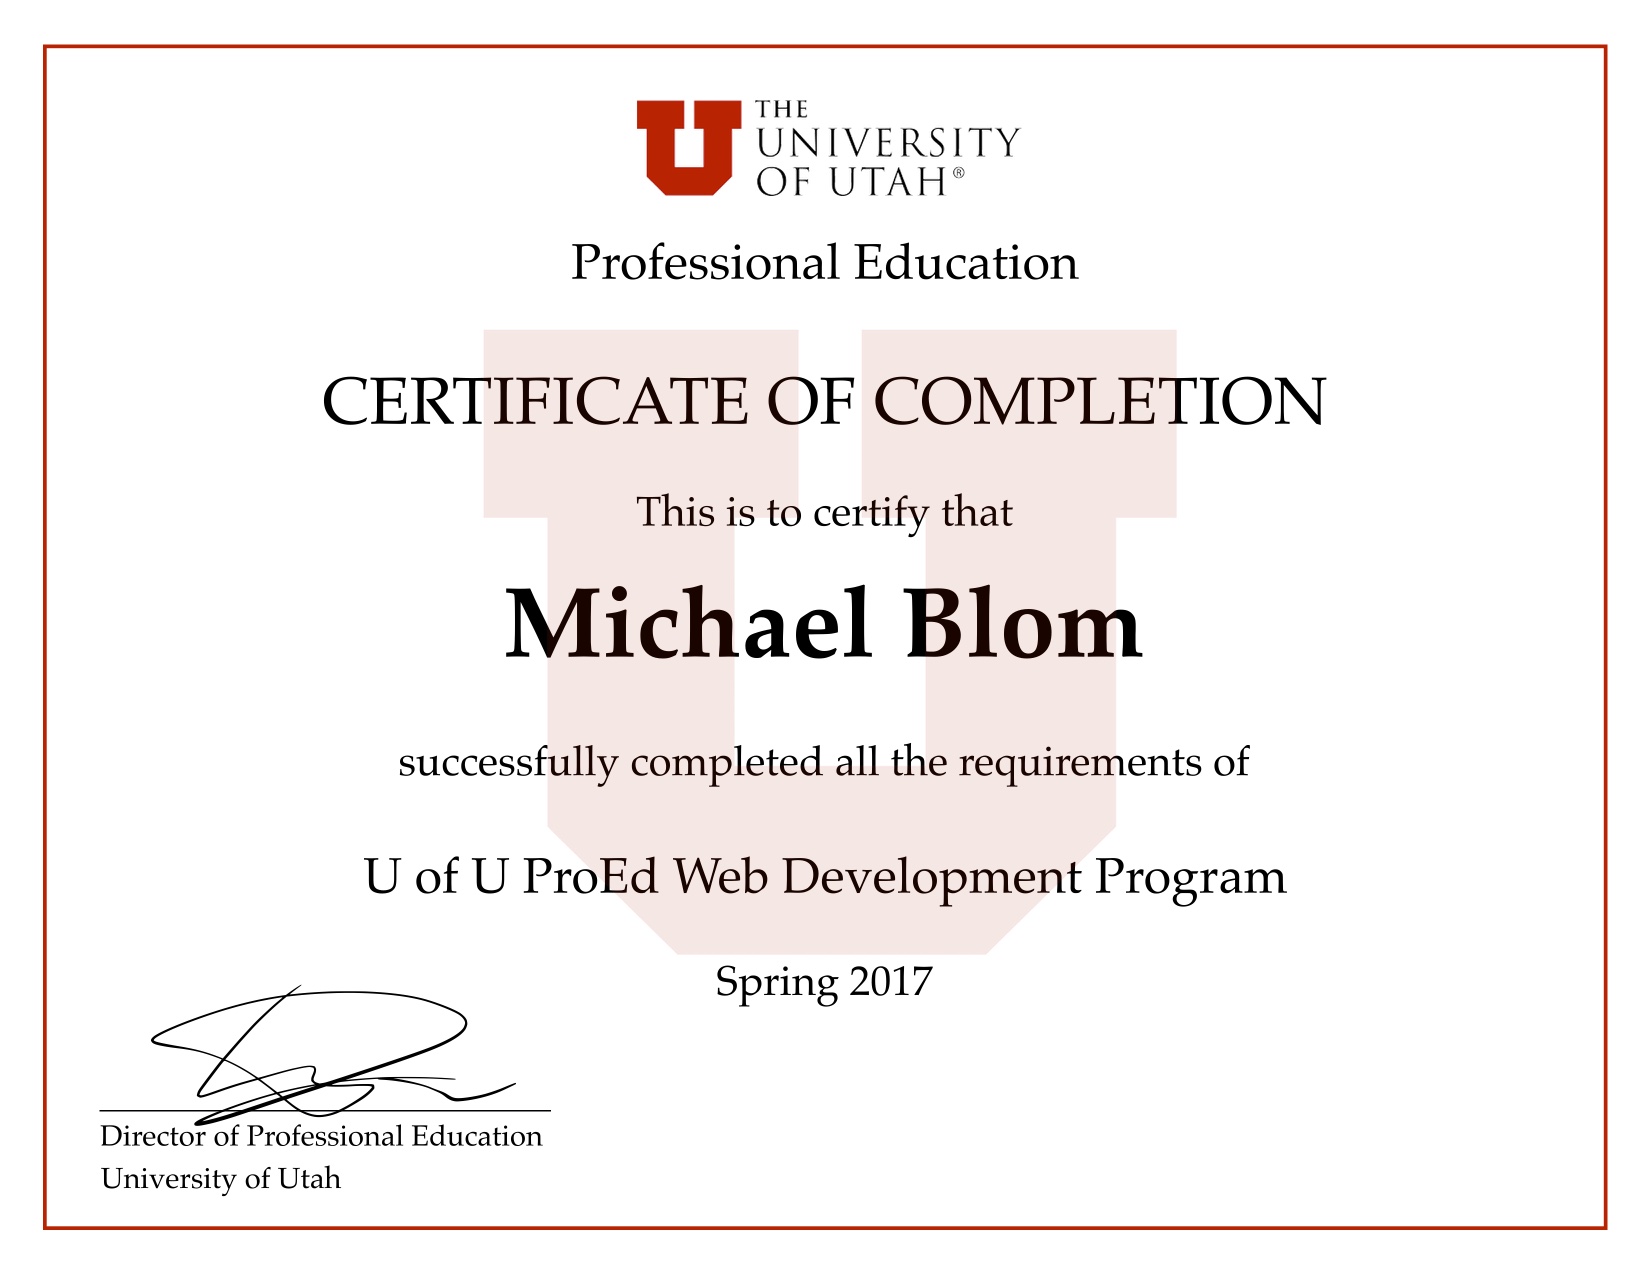 THE
UNIVERSITY
OF UTAH®
Professional Education
CERTIFICATE OF COMPLETION
This is to certify that
Michael Blom
successfully completed all the requirements of
U of U ProEd Web Development Program
Spring 2017
Director of Professional Education
University of Utah